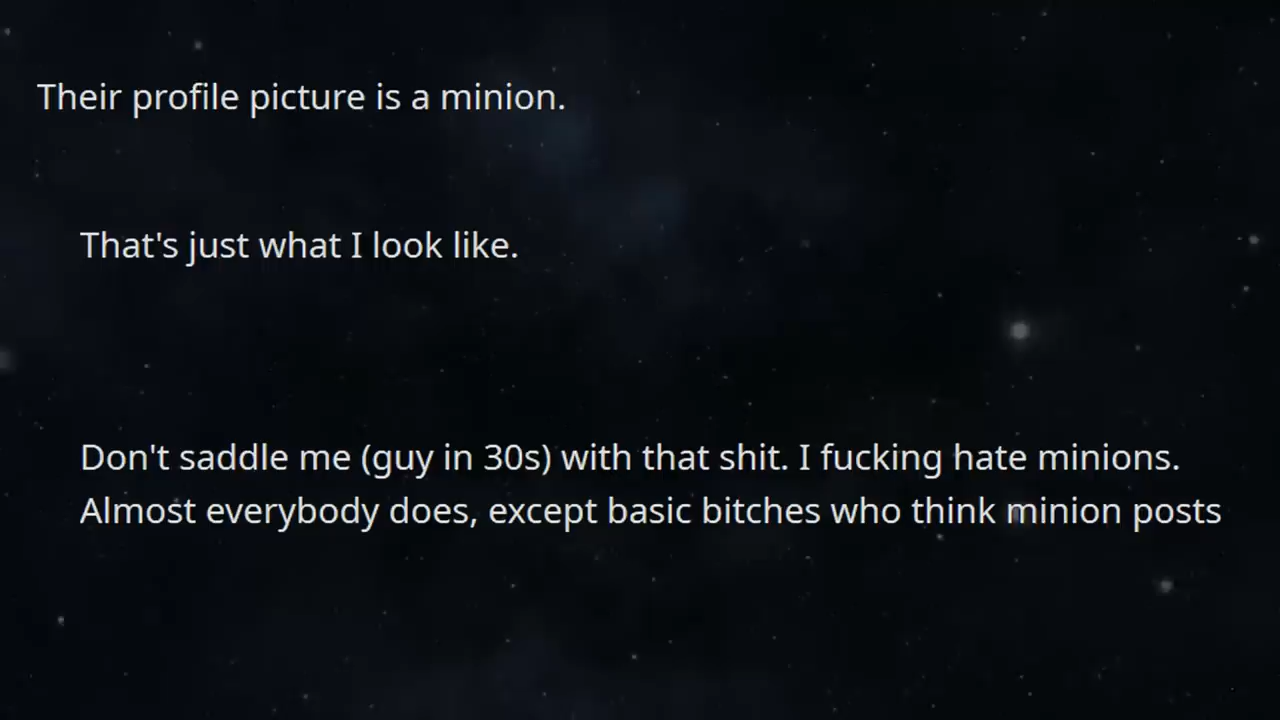 Their profile picture is a minion.
That's just what I look like.
Don't saddle me (guy in 30s) with that shit. I fucking hate minions.
Almost everybody does, except basic bitches who think minion posts